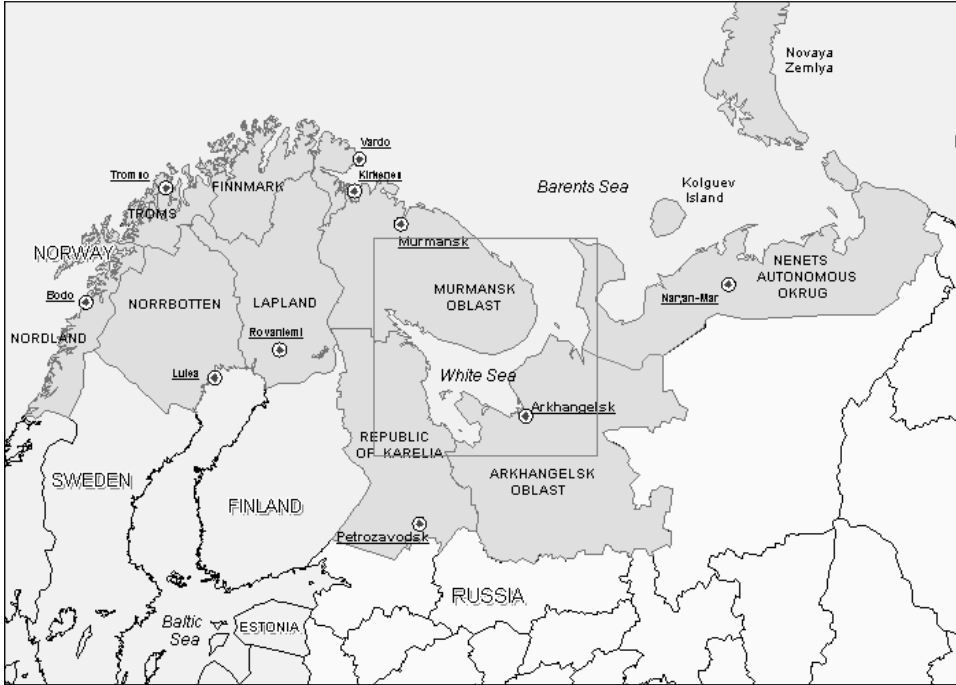 Novaya
Zemlya
Vardo
Tromso
Kirkenes
FINNMARK
Barents Sea
Kolguev
Island
TROMS
Murmansk
NORWAY
NENETS
AUTONOMOUS
OKRUG
Bodo
NORRBOTTEN
LAPLAND
MURMANSK
OBLAST
Naryan-Mar
NORDLAND
Rovaniemi
Lulea
White Sea
Arkhangelsk
REPUBLIC
OF KARELIA
ARKHANGELSK
OBLAST
SWEDEN
FINLAND
Petrozavodsk
RUSSIA
Baltic
Sea
ESTONIA